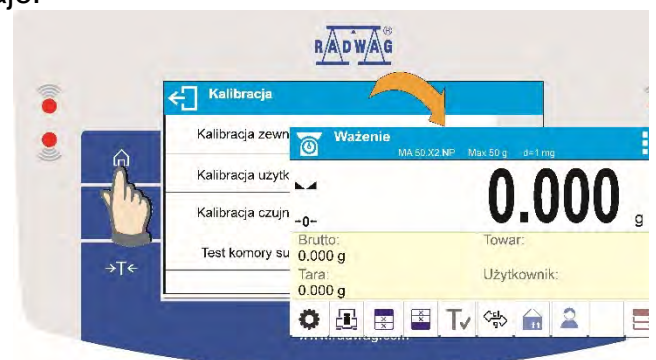 RADWAG
Kalibracja
Kalibracja zewn
Kalibracja użytk
Kalibracja czujn
Test komory su
Ważenie
MA 50.X2.NP Max 50 g d=1 mg
0.000 g
-0-
Brutto: Towar:
0.000 g
Tara: Użytkownik:
0.000 g
→T←
www.radwag.com